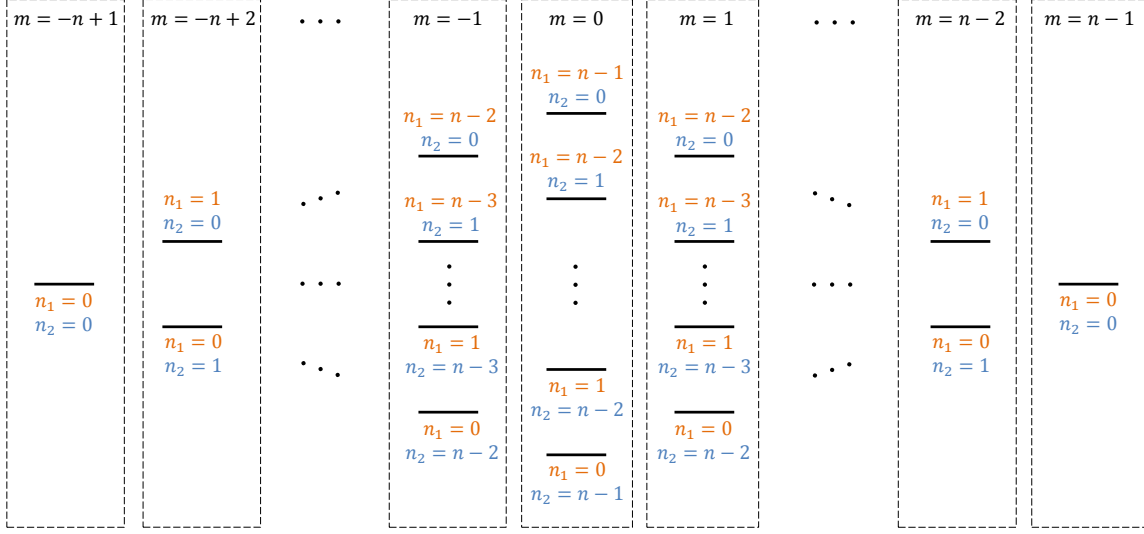 m = −n + 1
m = −n + 2
· · ·
m = −1
m = 0
m = 1
· · ·
m = n − 2
m = n − 1
n₁ = 0
n₂ = 0
n₁ = 1
n₂ = 0
n₁ = 0
n₂ = 1
n₁ = n − 2
n₂ = 0
n₁ = n − 3
n₂ = 1
n₁ = 1
n₂ = n − 3
n₁ = 0
n₂ = n − 2
n₁ = n − 1
n₂ = 0
n₁ = n − 2
n₂ = 1
n₁ = 1
n₂ = n − 2
n₁ = 0
n₂ = n − 1
n₁ = n − 2
n₂ = 0
n₁ = n − 3
n₂ = 1
n₁ = 1
n₂ = n − 3
n₁ = 0
n₂ = n − 2
n₁ = 1
n₂ = 0
n₁ = 0
n₂ = 1
n₁ = 0
n₂ = 0